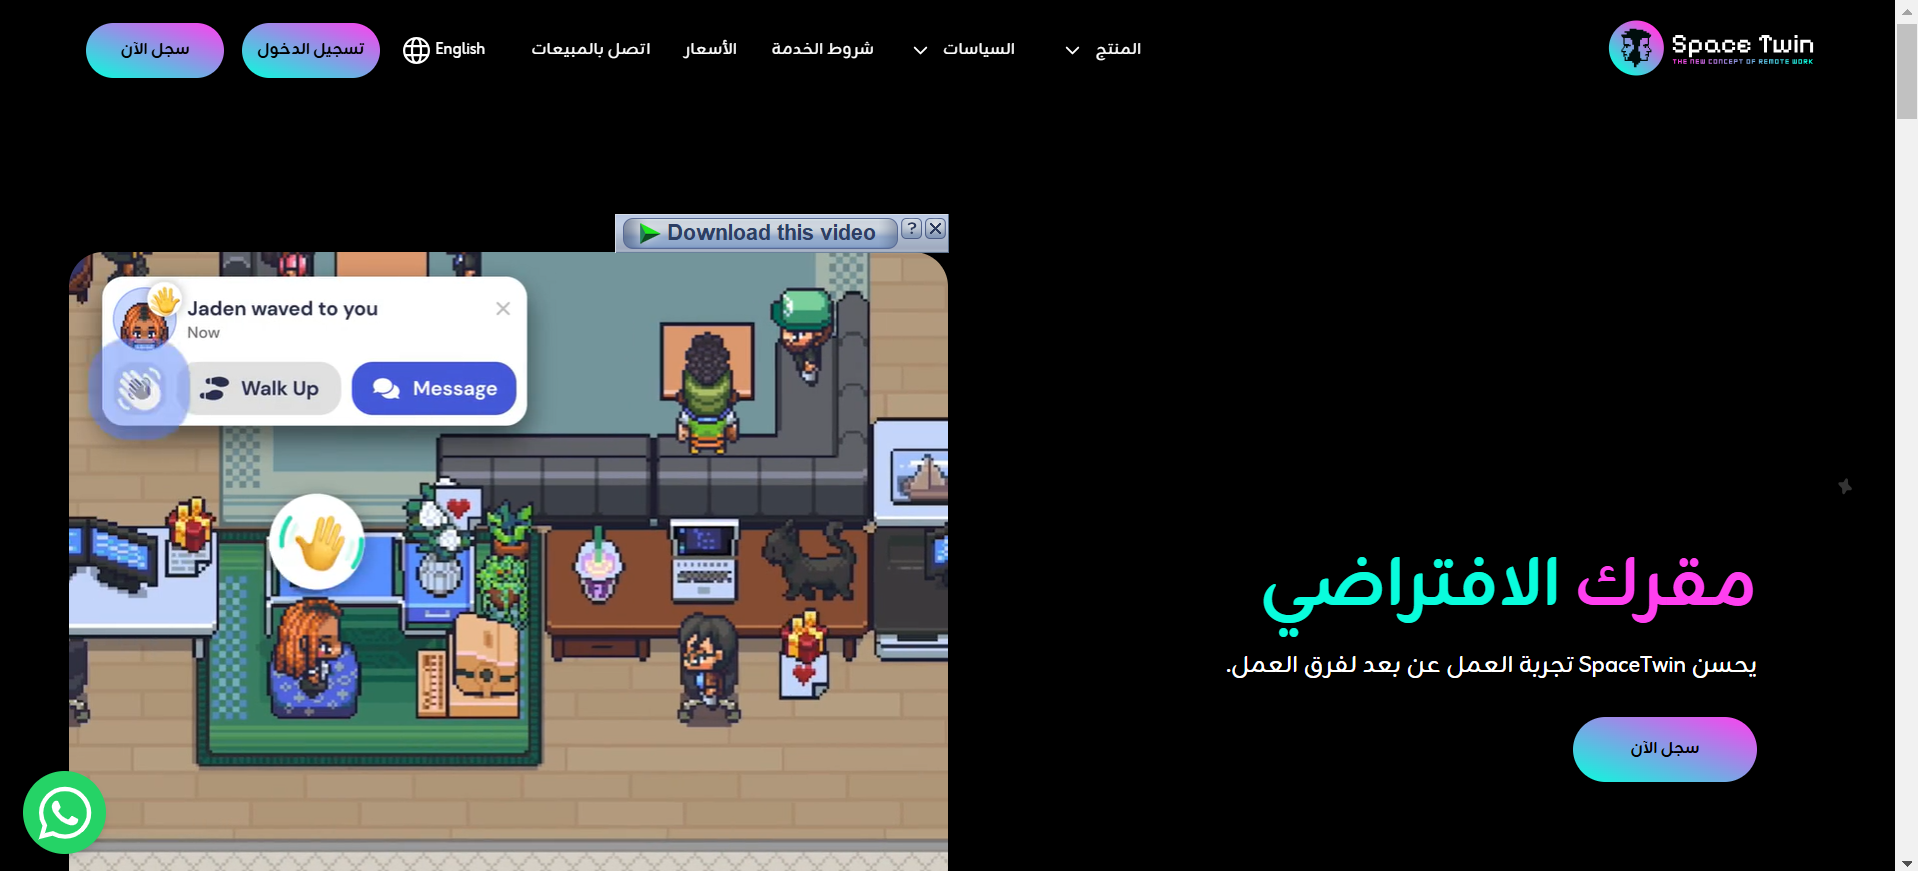 Space Twin
THE NEW CONCEPT OF REMOTE WORK
المنتج
السياسات
شروط الخدمة
الأسعار
اتصل بالمبيعات
English
تسجيل الدخول
سجل الآن
Download this video
?
Jaden waved to you
Now
Walk Up
Message
مقرك الافتراضي
يحسن SpaceTwin تجربة العمل عن بعد لفرق العمل.
سجل الآن